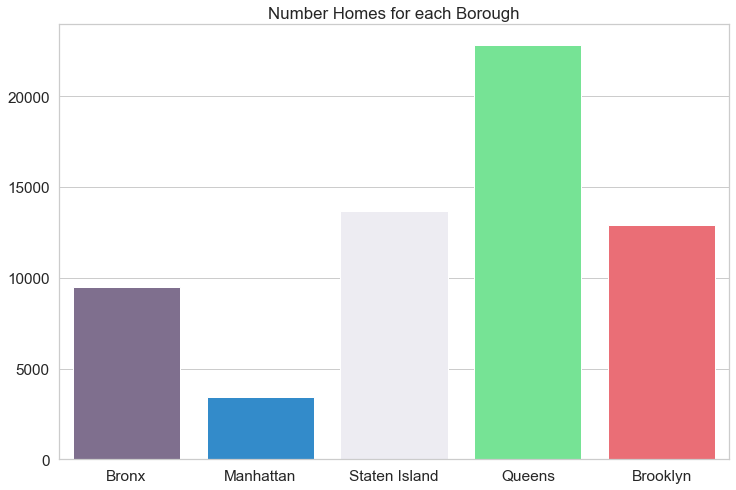 Number Homes for each Borough
20000
15000
10000
5000
0
Bronx Manhattan Staten Island Queens Brooklyn